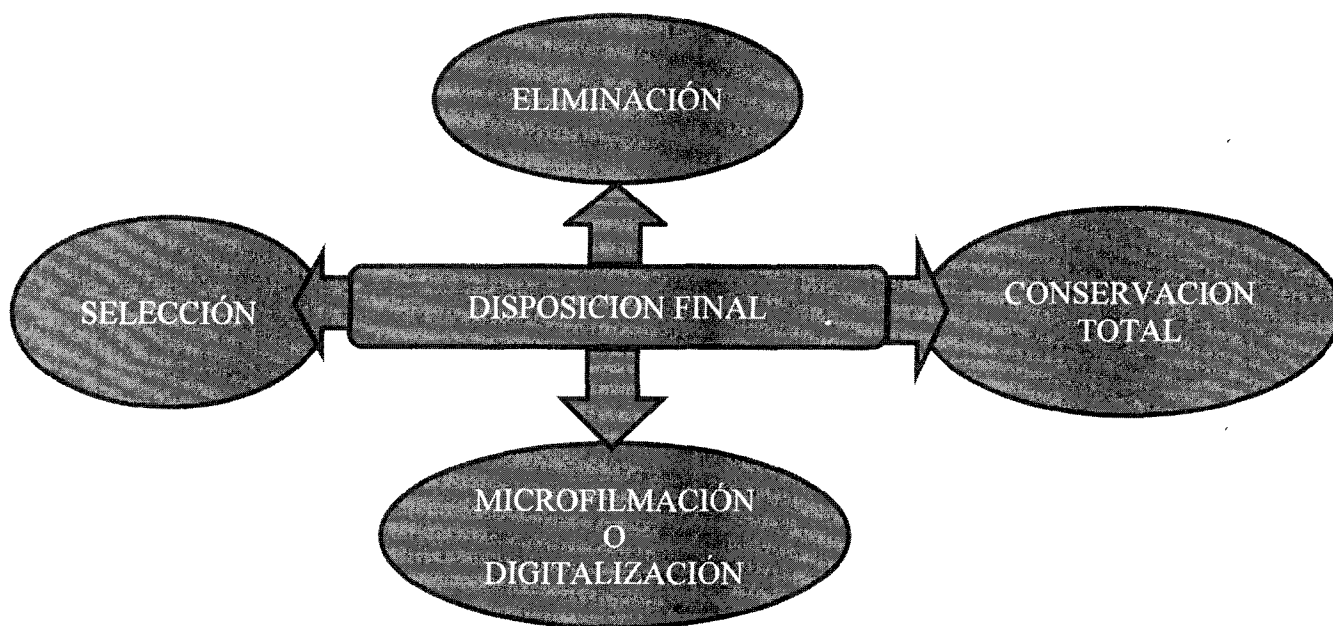 ELIMINACIÓN
SELECCIÓN
DISPOSICION FINAL
CONSERVACION
TOTAL
MICROFILMACIÓN
O
DIGITALIZACIÓN